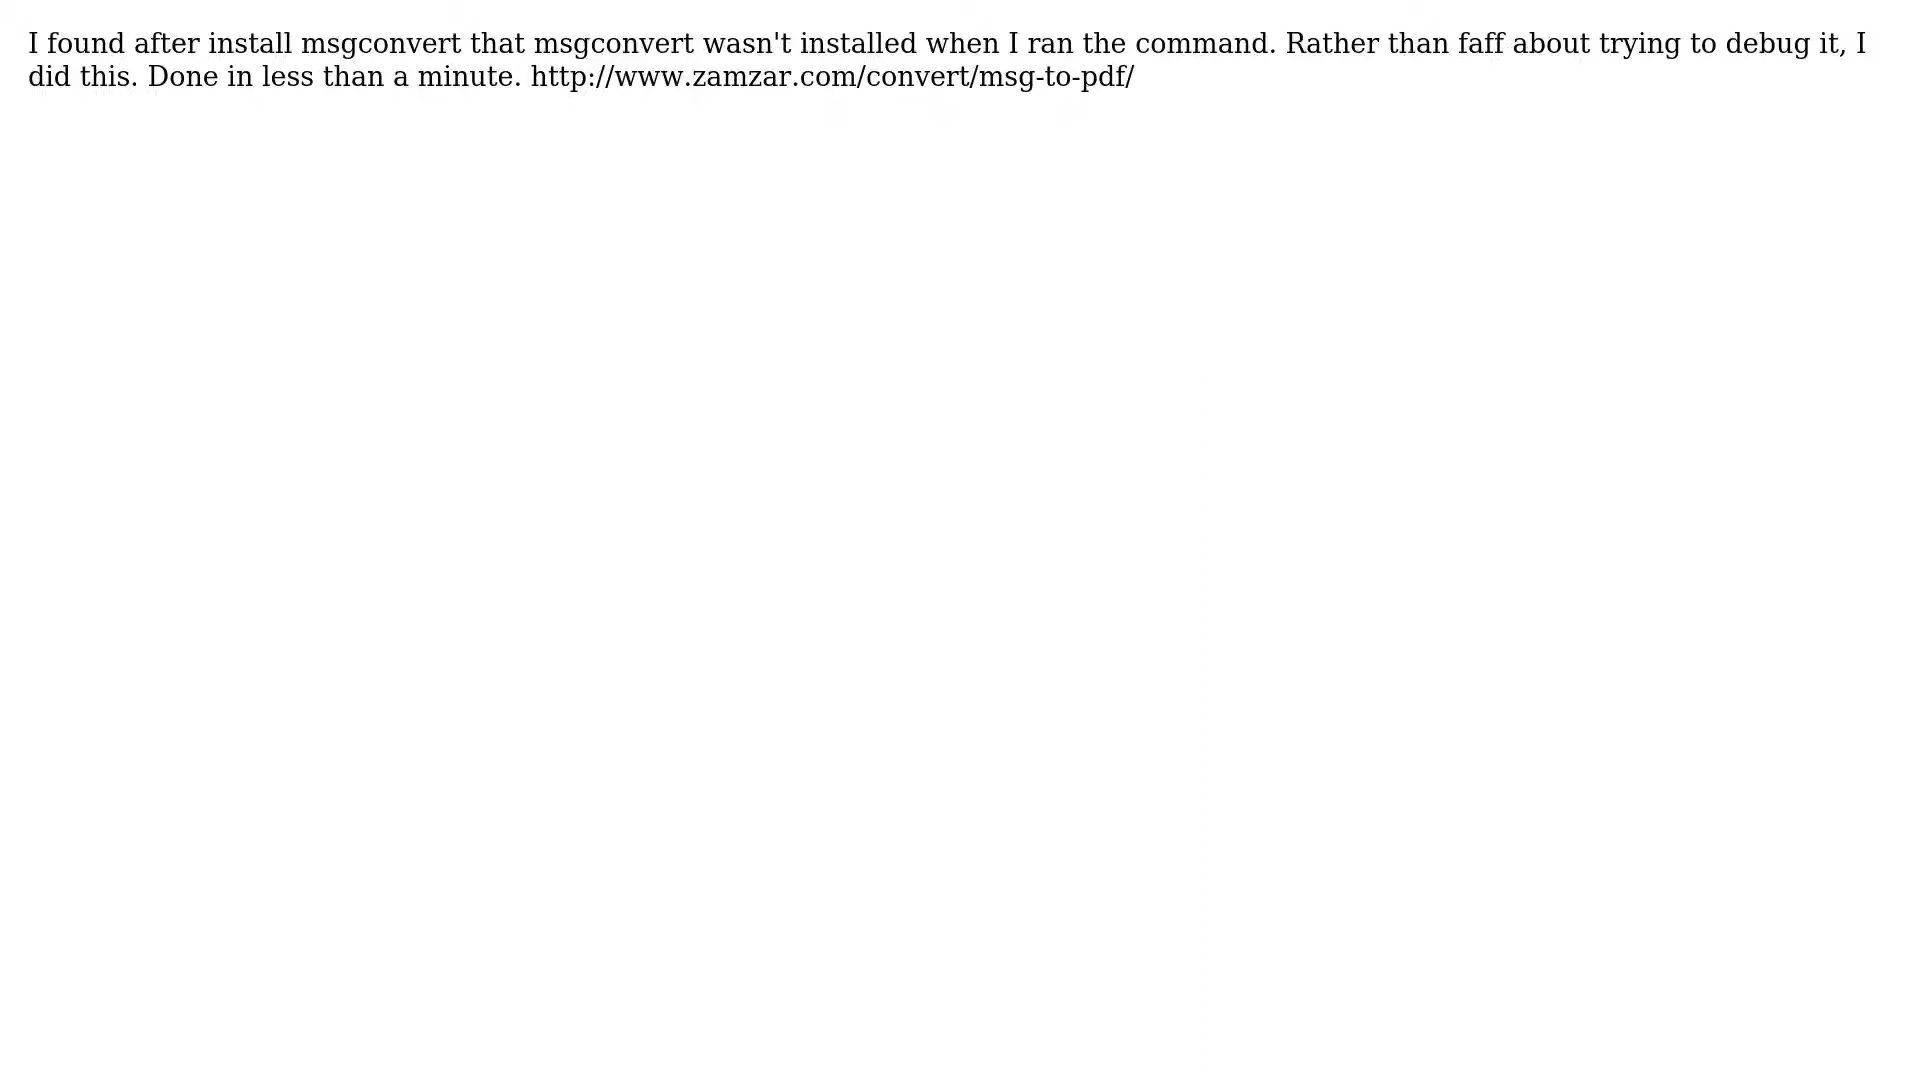 I found after install msgconvert that msgconvert wasn't installed when I ran the command. Rather than faff about trying to debug it, I
did this. Done in less than a minute. http://www.zamzar.com/convert/msg-to-pdf/